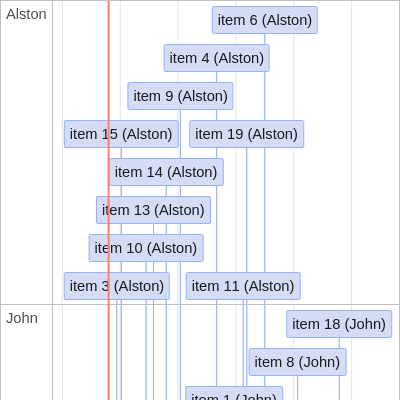 Alston
item 6 (Alston)
item 4 (Alston)
item 9 (Alston)
item 15 (Alston)
item 19 (Alston)
item 14 (Alston)
item 13 (Alston)
item 10 (Alston)
item 3 (Alston)
item 11 (Alston)
John
item 18 (John)
item 8 (John)
item 1 (John)